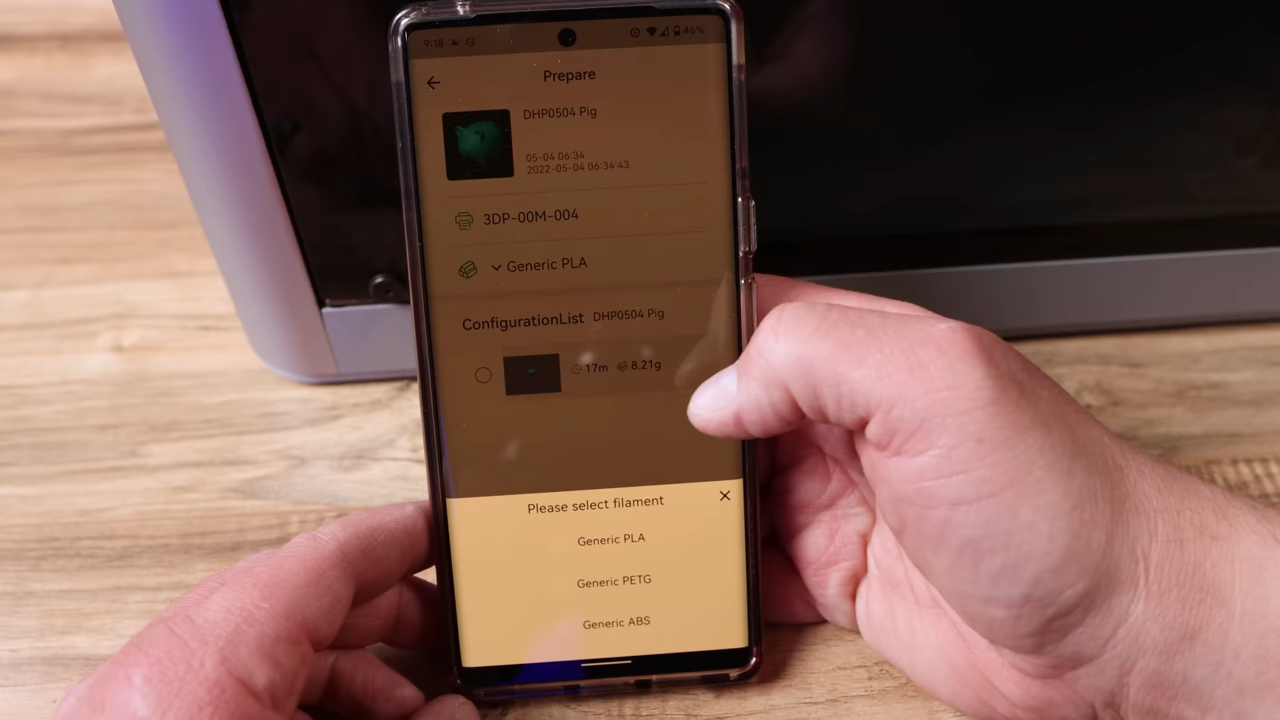 9:18
46%
Prepare
DHP0504 Pig
05-04 06:34
2022-05-04 06:34:43
3DP-00M-004
Generic PLA
ConfigurationList DHP0504 Pig
17m 8.21g
Please select filament
Generic PLA
Generic PETG
Generic ABS